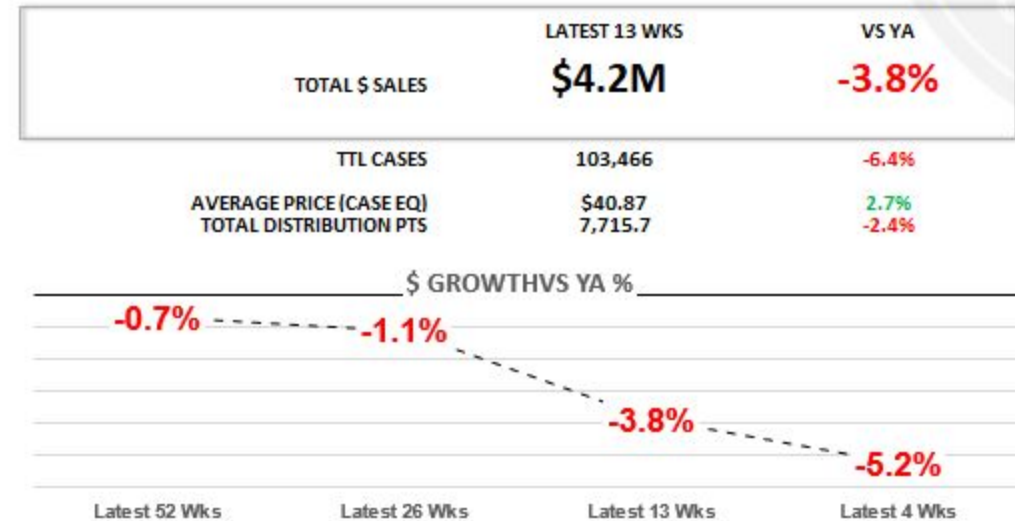 LATEST 13 WKS VS YA
TOTAL $ SALES $4.2M -3.8%
TTL CASES 103,466 -6.4%
AVERAGE PRICE (CASE EQ) $40.87 2.7%
TOTAL DISTRIBUTION PTS 7,715.7 -2.4%
$ GROWTHVS YA %
-0.7%
-1.1%
-3.8%
-5.2%
Latest 52 Wks Latest 26 Wks Latest 13 Wks Latest 4 Wks